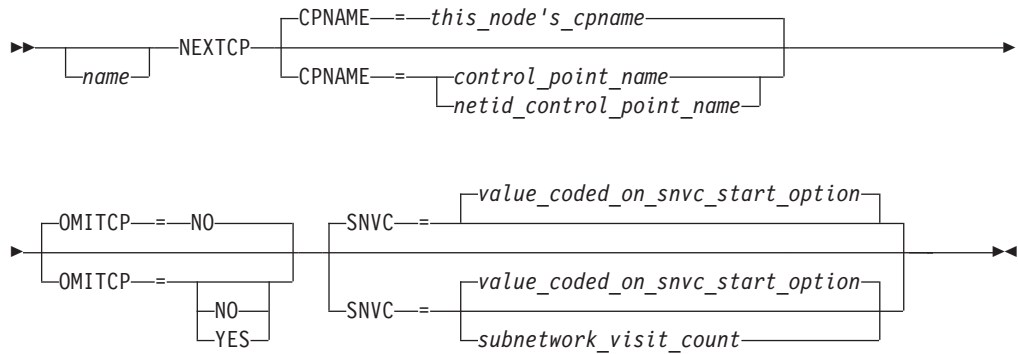 CPNAME = this_node's_cpname
name NEXTCP
CPNAME = control_point_name
netid_control_point_name
value_coded_on_snvc_start_option
OMITCP = NO SNVC =
value_coded_on_snvc_start_option
OMITCP = SNVC =
NO
YES subnetwork_visit_count